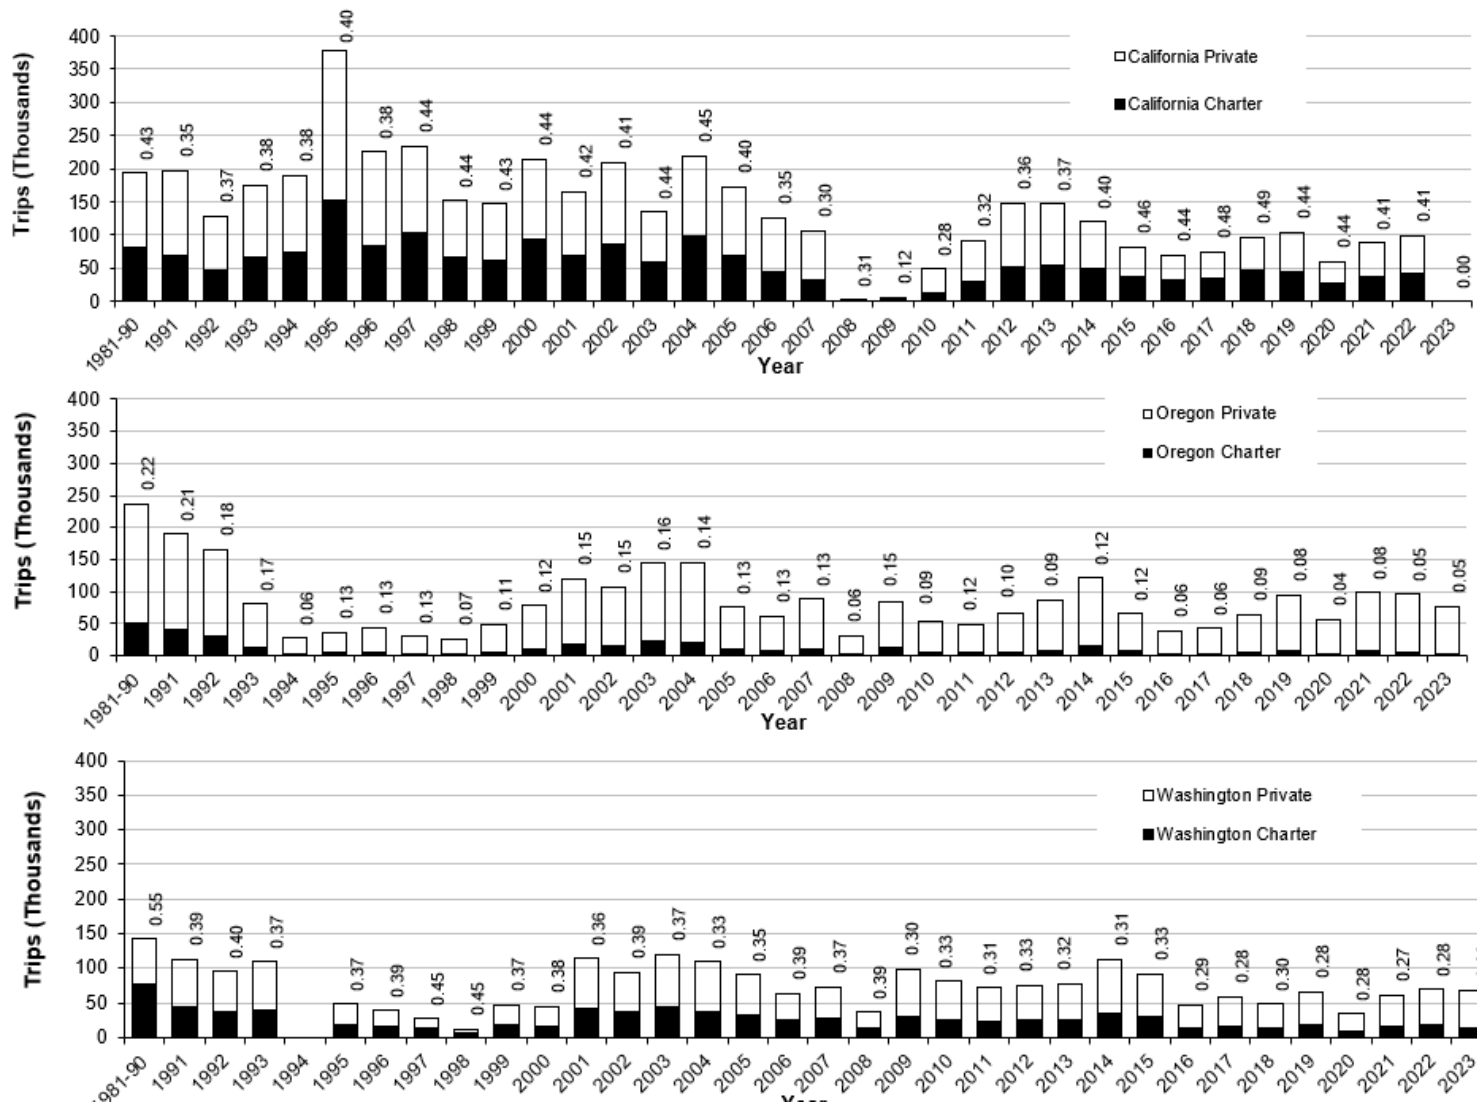 Trips (Thousands)
400
350
300
250
200
150
100
50
0
0.43 0.35 0.37 0.38 0.38 0.40 0.38 0.44 0.44 0.43 0.44 0.42 0.41 0.44 0.45 0.40 0.35 0.30 0.31 0.12 0.28 0.32 0.36 0.37 0.40 0.46 0.44 0.48 0.49 0.44 0.44 0.41 0.41 0.00
California Private
California Charter
1981-90 1991 1992 1993 1994 1995 1996 1997 1998 1999 2000 2001 2002 2003 2004 2005 2006 2007 2008 2009 2010 2011 2012 2013 2014 2015 2016 2017 2018 2019 2020 2021 2022 2023
Year
Trips (Thousands)
400
350
300
250
200
150
100
50
0
0.22 0.21 0.18 0.17 0.06 0.13 0.13 0.13 0.07 0.11 0.12 0.15 0.15 0.16 0.14 0.13 0.13 0.13 0.06 0.15 0.09 0.12 0.10 0.09 0.12 0.12 0.06 0.06 0.09 0.08 0.04 0.08 0.05 0.05
Oregon Private
Oregon Charter
1981-90 1991 1992 1993 1994 1995 1996 1997 1998 1999 2000 2001 2002 2003 2004 2005 2006 2007 2008 2009 2010 2011 2012 2013 2014 2015 2016 2017 2018 2019 2020 2021 2022 2023
Year
Trips (Thousands)
400
350
300
250
200
150
100
50
0
0.55 0.39 0.40 0.37 0.37 0.39 0.45 0.45 0.37 0.38 0.36 0.39 0.37 0.33 0.35 0.39 0.37 0.39 0.30 0.33 0.31 0.33 0.32 0.31 0.33 0.29 0.28 0.30 0.28 0.28 0.27 0.28
Washington Private
Washington Charter
1981-90 1991 1992 1993 1994 1995 1996 1997 1998 1999 2000 2001 2002 2003 2004 2005 2006 2007 2008 2009 2010 2011 2012 2013 2014 2015 2016 2017 2018 2019 2020 2021 2022 2023
Year